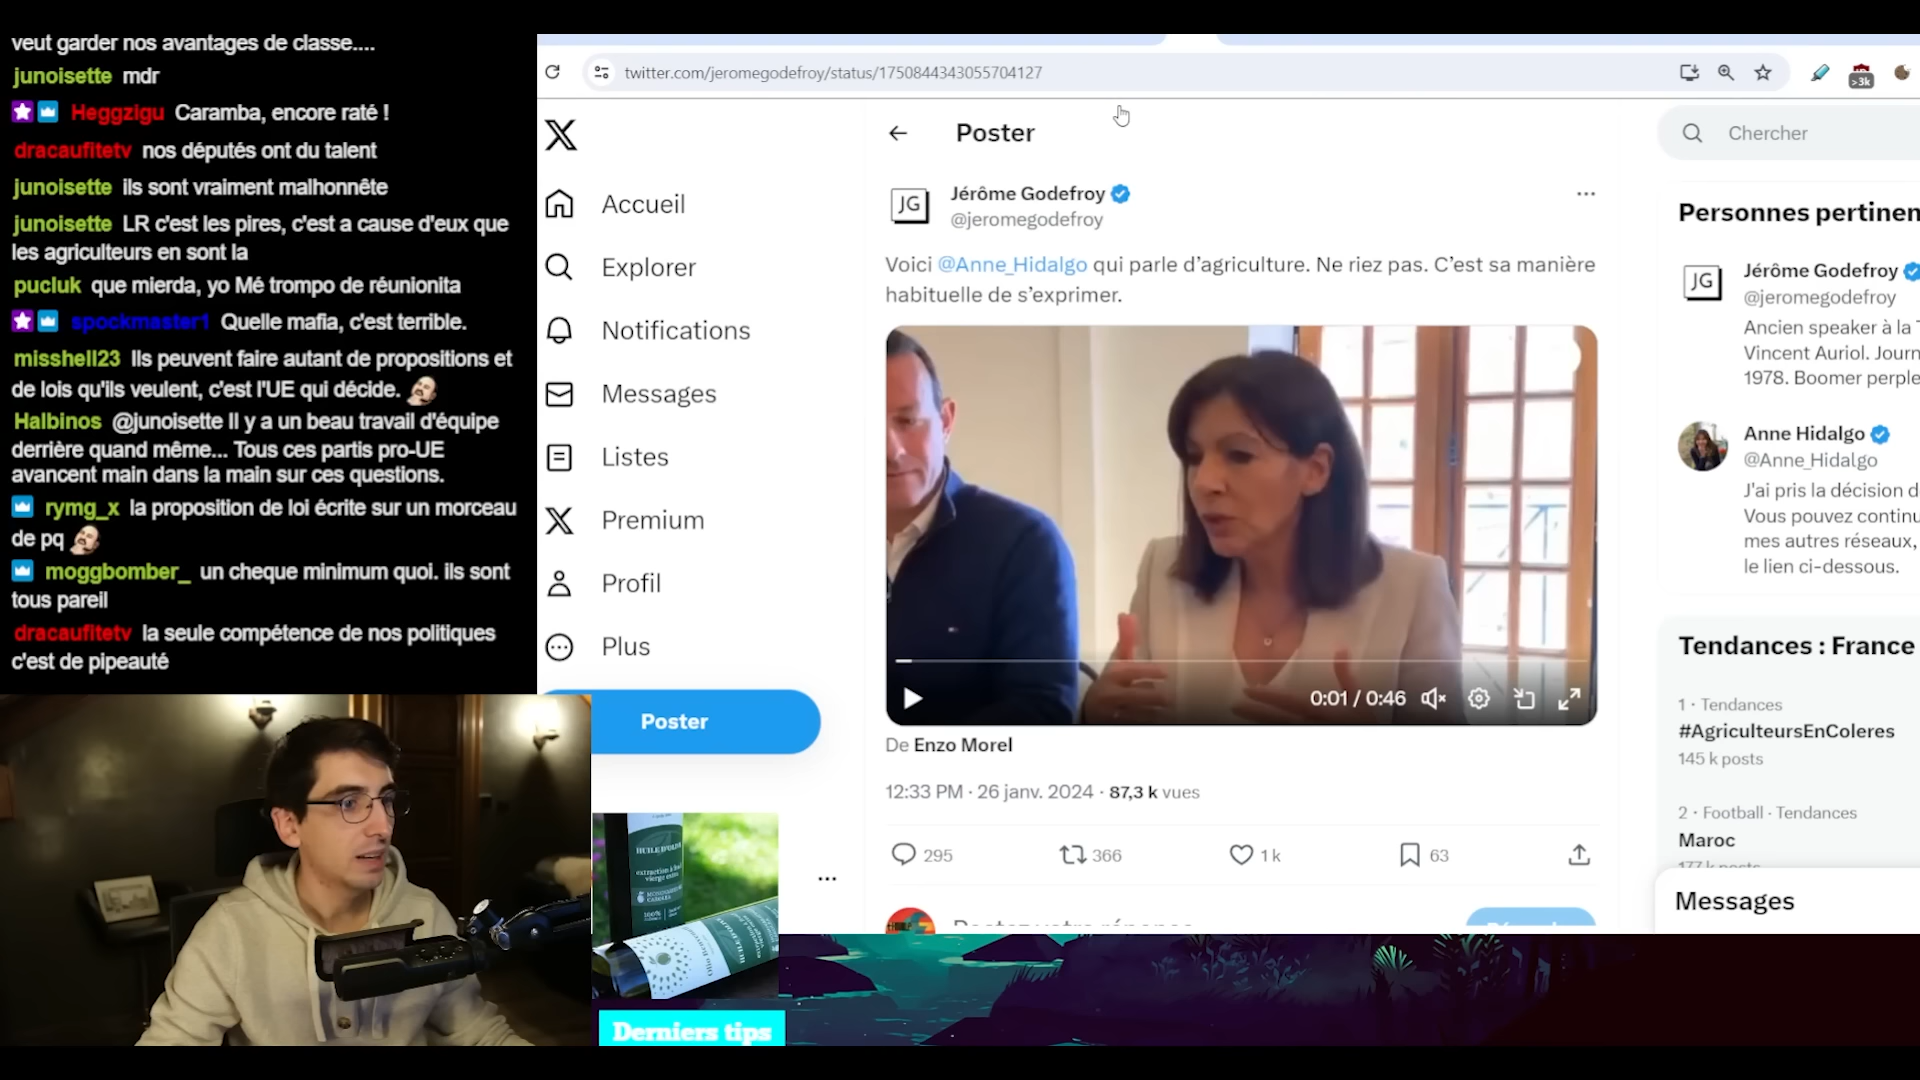 veut garder nos avantages de classe....
junoisette mdr
Heggzigu Caramba, encore raté !
dracaufitetv nos députés ont du talent
junoisette ils sont vraiment malhonnête
junoisette LR c'est les pires, c'est a cause d'eux que
les agriculteurs en sont la
pucluk que mierda, yo Mé trompo de réunionita
spockmaster1 Quelle mafia, c'est terrible.
misshell23 Ils peuvent faire autant de propositions et
de lois qu'ils veulent, c'est l'UE qui décide.
Halbinos @junoisette Il y a un beau travail d'équipe
derrière quand même... Tous ces partis pro-UE
avancent main dans la main sur ces questions.
rymg_x la proposition de loi écrite sur un morceau
de pq
moggbomber_ un cheque minimum quoi. ils sont
tous pareil
dracaufitetv la seule compétence de nos politiques
c'est de pipeauté
twitter.com/jeromegodefroy/status/1750844343055704127
>3k
Accueil
Explorer
Notifications
Messages
Listes
Premium
Profil
Plus
Poster
Poster
JG
Jérôme Godefroy
@jeromegodefroy
Voici @Anne_Hidalgo qui parle d'agriculture. Ne riez pas. C'est sa manière
habituelle de s'exprimer.
0:01 / 0:46
De Enzo Morel
12:33 PM · 26 janv. 2024 · 87,3 k vues
295
366
1 k
63
Postez votre réponse
Chercher
Personnes pertinen
JG
Jérôme Godefroy
@jeromegodefroy
Ancien speaker à la
Vincent Auriol. Journ
1978. Boomer perple
Anne Hidalgo
@Anne_Hidalgo
J'ai pris la décision d
Vous pouvez continu
mes autres réseaux,
le lien ci-dessous.
Tendances : France
1 · Tendances
#AgriculteursEnColeres
145 k posts
2 · Football · Tendances
Maroc
177 k posts
Messages
HUILE D'OLIVE
Derniers tips